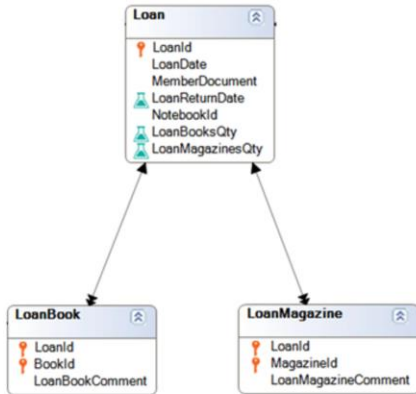 Loan
LoanId
LoanDate
MemberDocument
LoanReturnDate
NotebookId
LoanBooksQty
LoanMagazinesQty
LoanBook
LoanId
BookId
LoanBookComment
LoanMagazine
LoanId
MagazineId
LoanMagazineComment